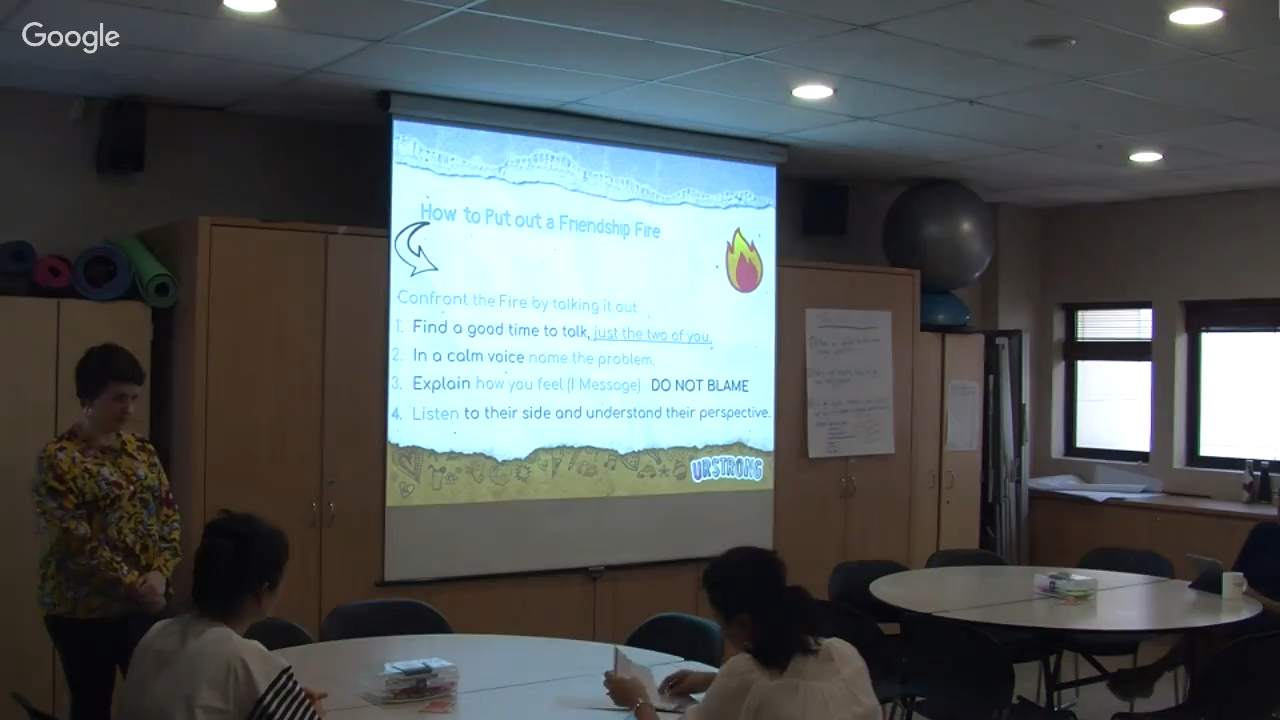 Google
How to Put out a Friendship Fire
Confront the Fire by talking it out
1. Find a good time to talk, just the two of you.
2. In a calm voice name the problem.
3. Explain how you feel (I Message) DO NOT BLAME
4. Listen to their side and understand their perspective.
URSTRONG